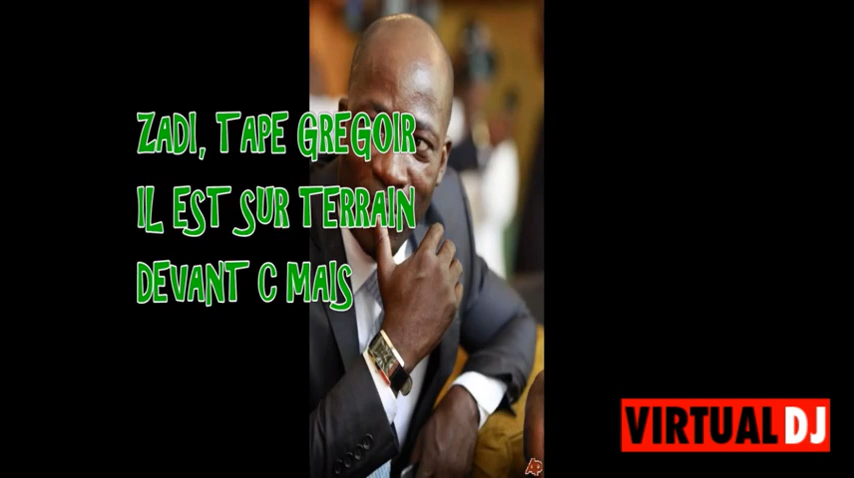 ZADI, TAPE GREGOIR
IL EST SUR TERRAIN
DEVANT C MAIS
VIRTUAL DJ
AP